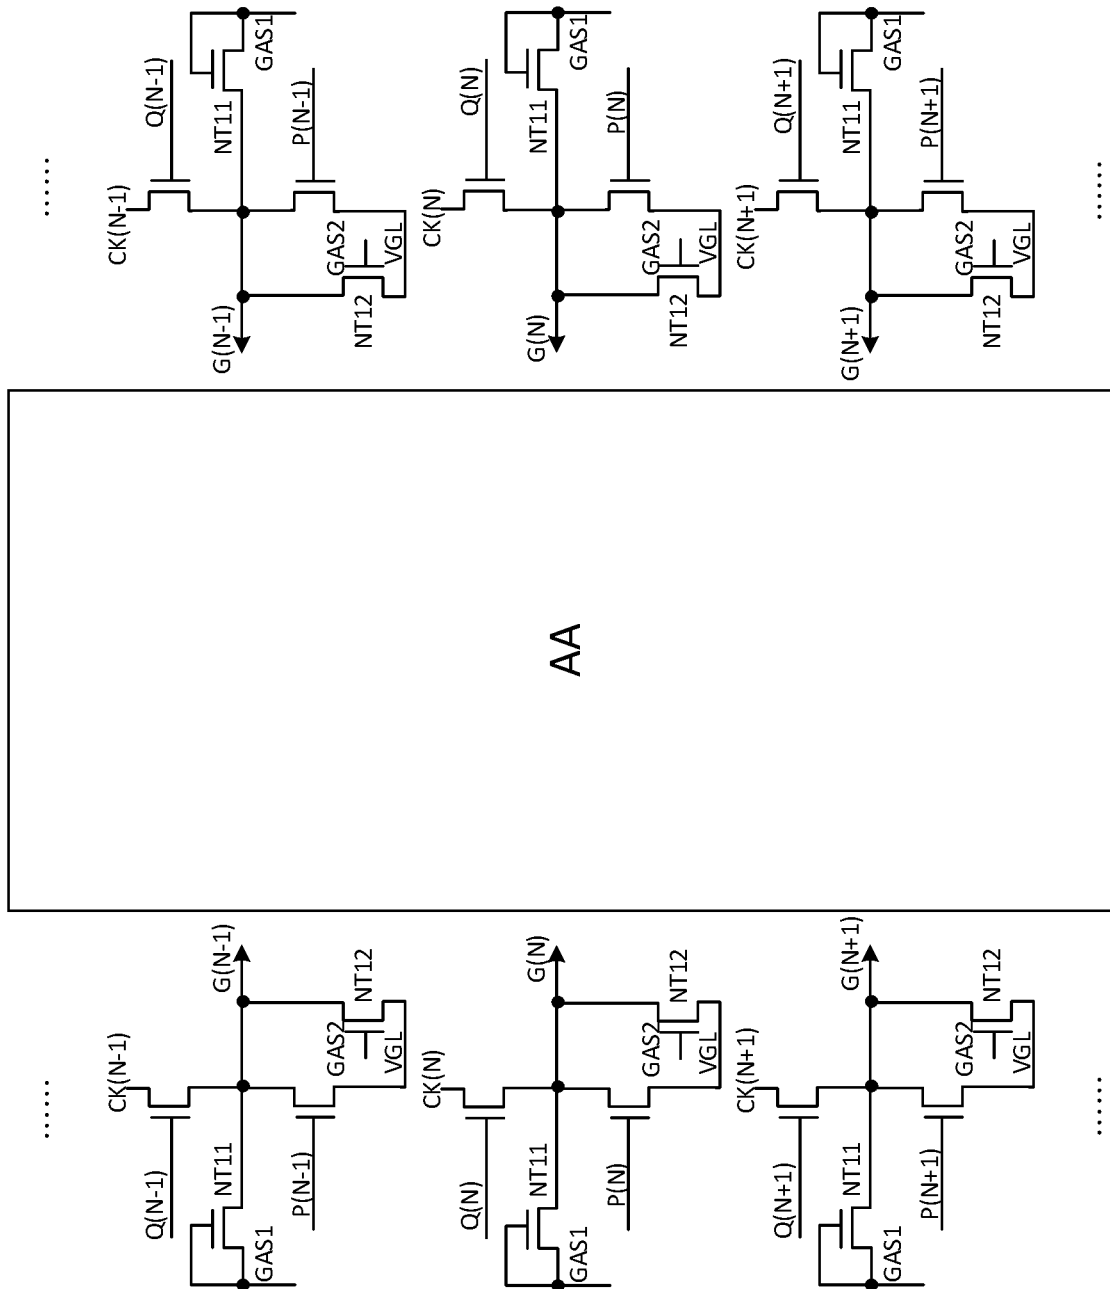 ......
CK(N-1)
Q(N-1)
NT11
GAS1
P(N-1)
GAS2
VGL
NT12
G(N-1)
CK(N)
Q(N)
NT11
GAS1
P(N)
GAS2
VGL
NT12
G(N)
CK(N+1)
Q(N+1)
NT11
GAS1
P(N+1)
GAS2
VGL
NT12
G(N+1)
......
AA
......
G(N-1)
NT12
GAS2
VGL
CK(N-1)
Q(N-1)
NT11
P(N-1)
GAS1
G(N)
NT12
GAS2
VGL
CK(N)
Q(N)
NT11
P(N)
GAS1
G(N+1)
NT12
GAS2
VGL
CK(N+1)
Q(N+1)
NT11
P(N+1)
GAS1
......